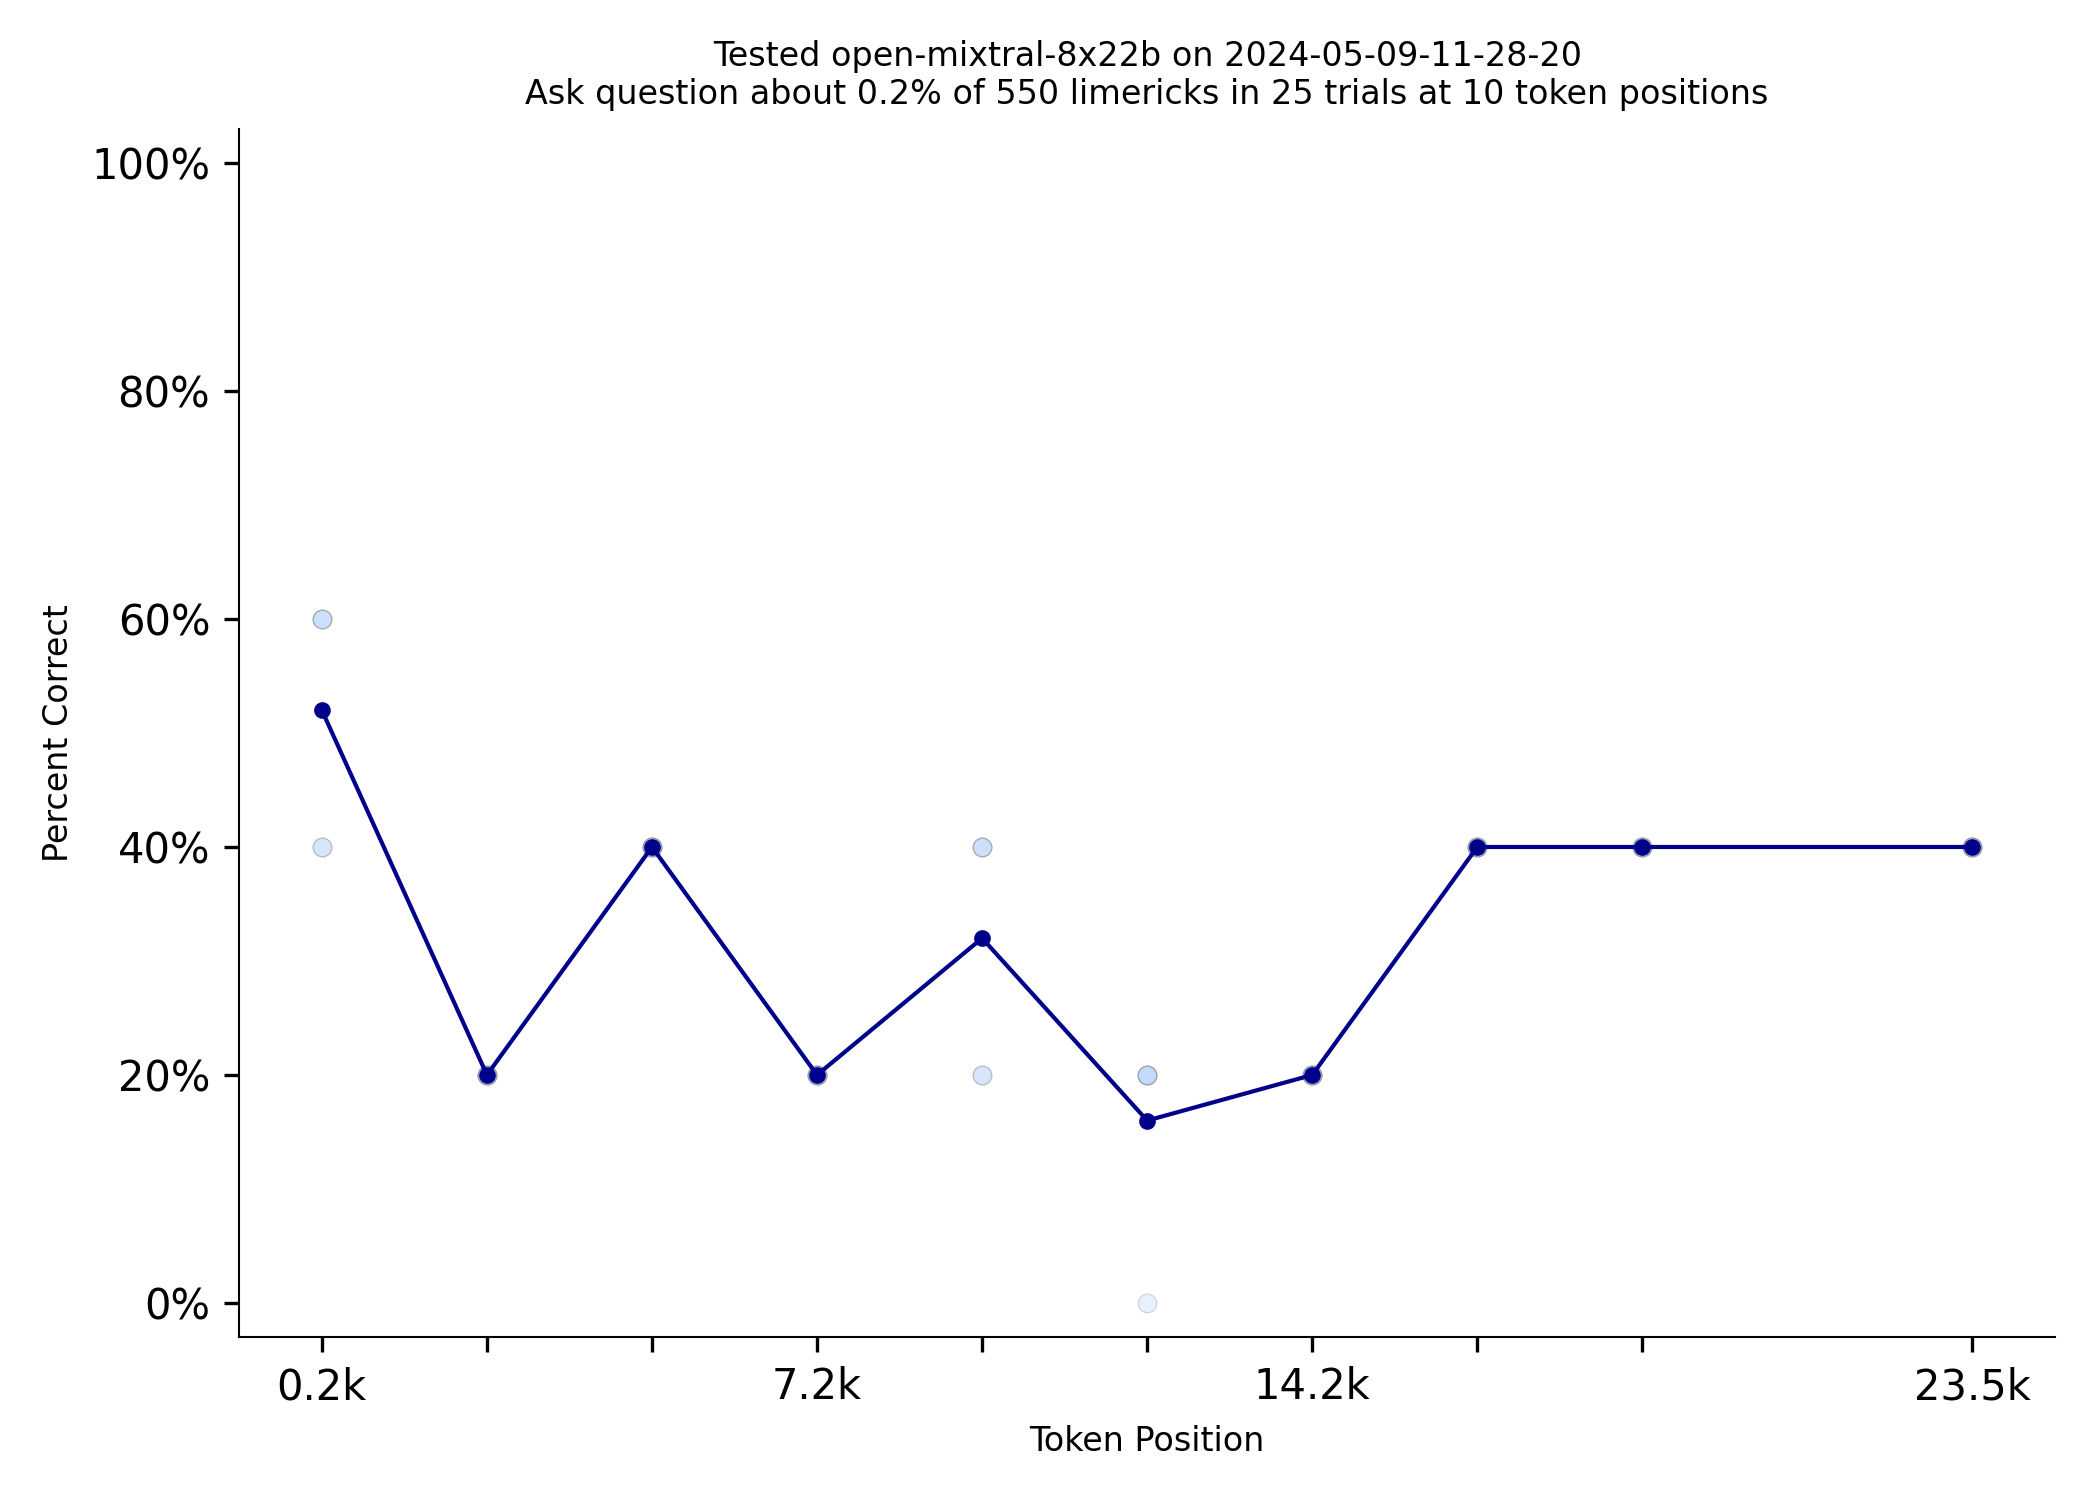 Tested open-mixtral-8x22b on 2024-05-09-11-28-20
Ask question about 0.2% of 550 limericks in 25 trials at 10 token positions
100%
80%
60%
40%
20%
0%
Percent Correct
0.2k
7.2k
14.2k
23.5k
Token Position